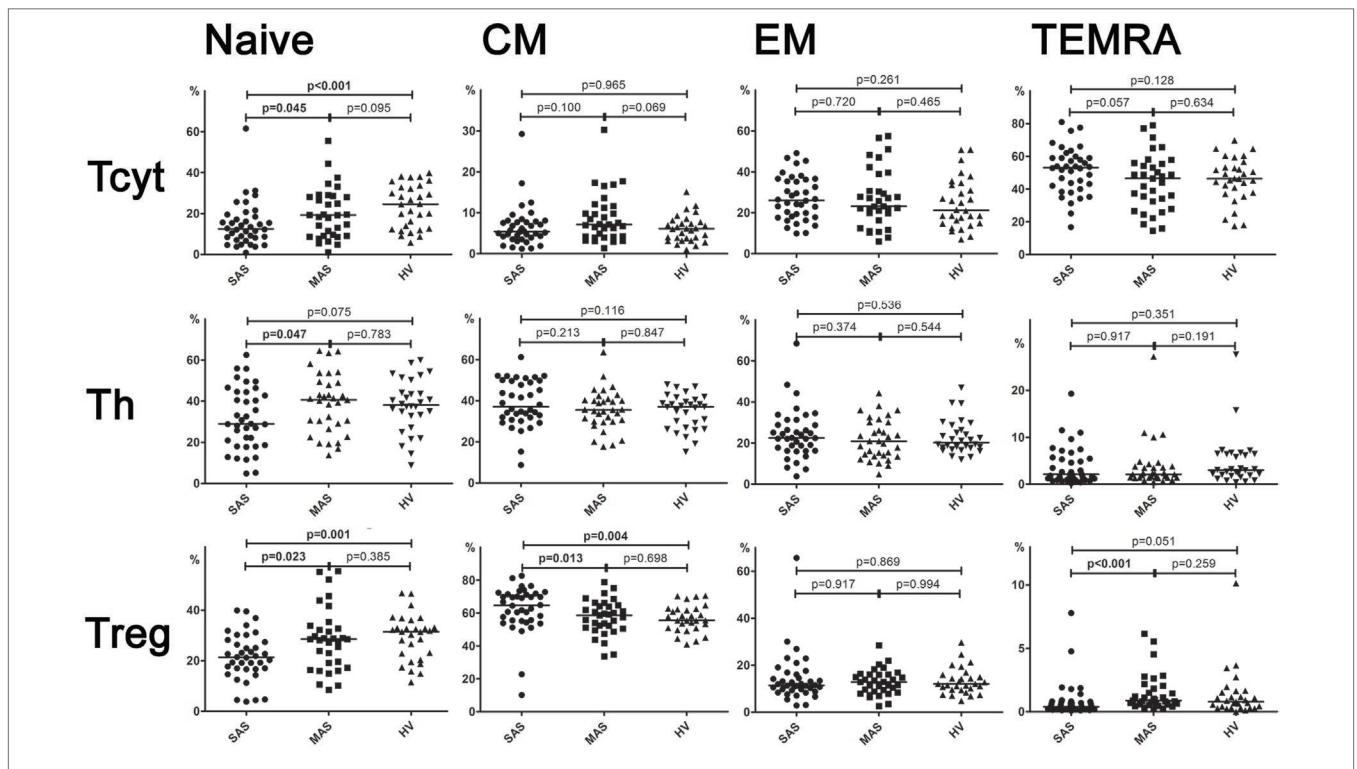 Naive CM EM TEMRA
Tcyt
%
p<0.001
p=0.045 p=0.095
60
40
20
0
SAS MAS HV
%
p=0.965
p=0.100 p=0.069
30
20
10
0
SAS MAS HV
%
p=0.261
p=0.720 p=0.465
60
40
20
0
SAS MAS HV
%
p=0.128
p=0.057 p=0.634
80
60
40
20
0
SAS MAS HV
Th
%
p=0.075
p=0.047 p=0.783
60
40
20
0
SAS MAS HV
%
p=0.116
p=0.213 p=0.847
60
40
20
0
SAS MAS HV
%
p=0.536
p=0.374 p=0.544
60
40
20
0
SAS MAS HV
p=0.351
p=0.917 p=0.191
%
20
10
0
SAS MAS HV
Treg
%
p=0.001
p=0.023 p=0.385
60
40
20
0
SAS MAS HV
%
p=0.004
p=0.013 p=0.698
80
60
40
20
0
SAS MAS HV
%
p=0.869
p=0.917 p=0.994
60
40
20
0
SAS MAS HV
%
p=0.051
p<0.001 p=0.259
10
5
0
SAS MAS HV